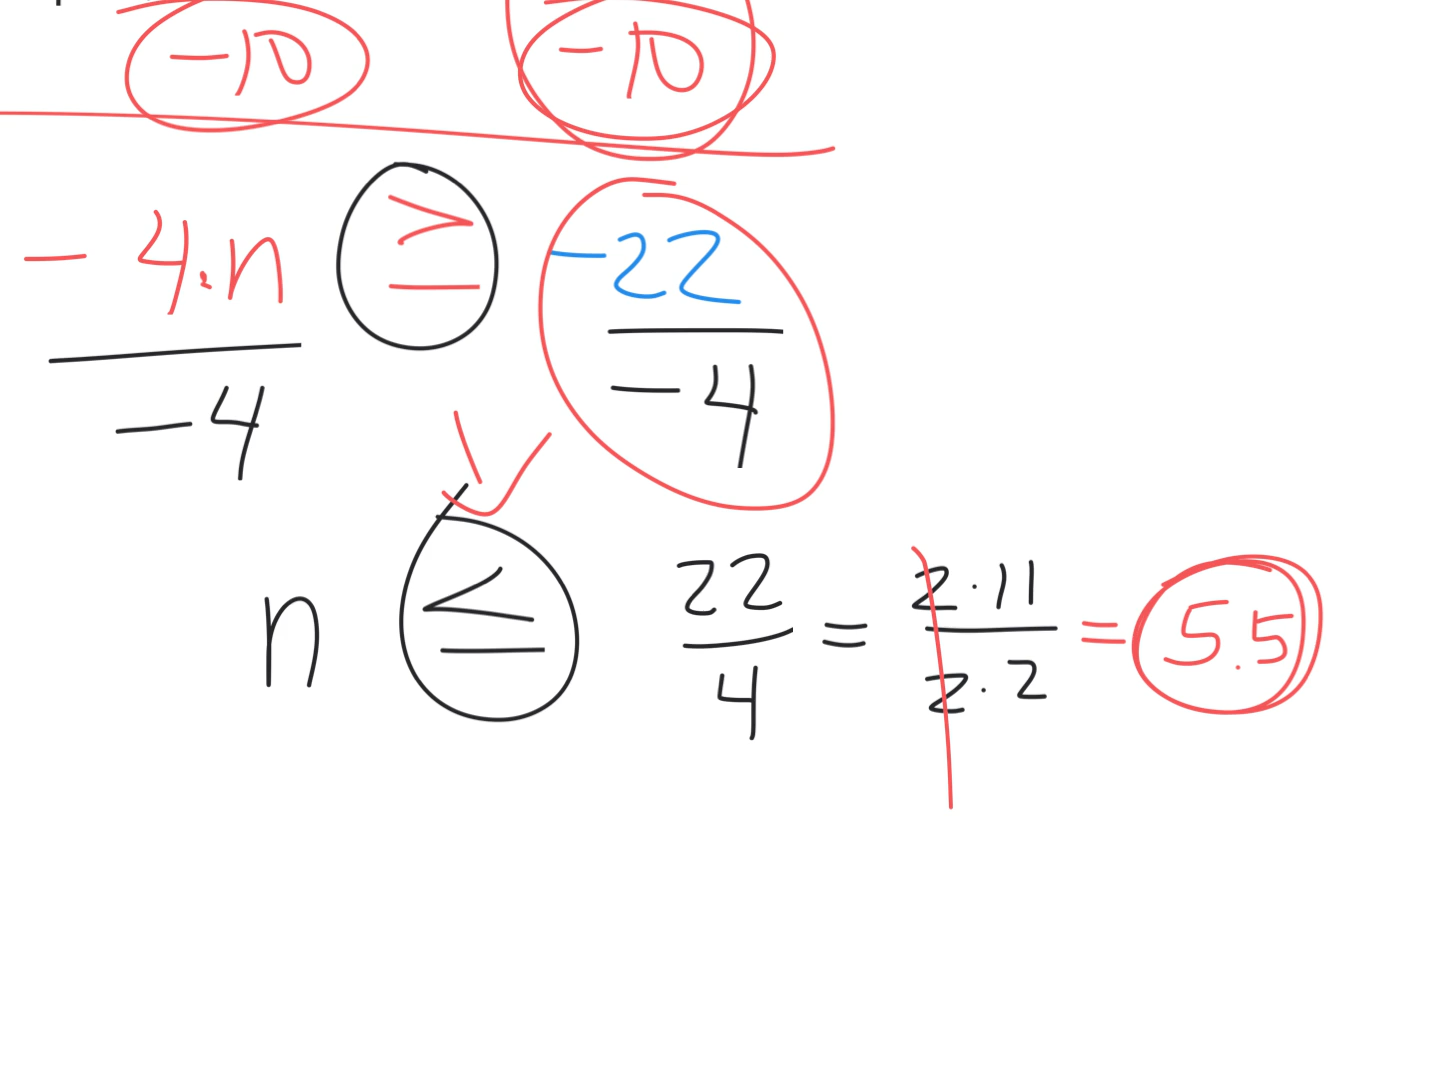 -10 -10
- 4.n ≥ -22
-4 -4
n ≤ 22/4 = 2·11/2·2 = 5.5